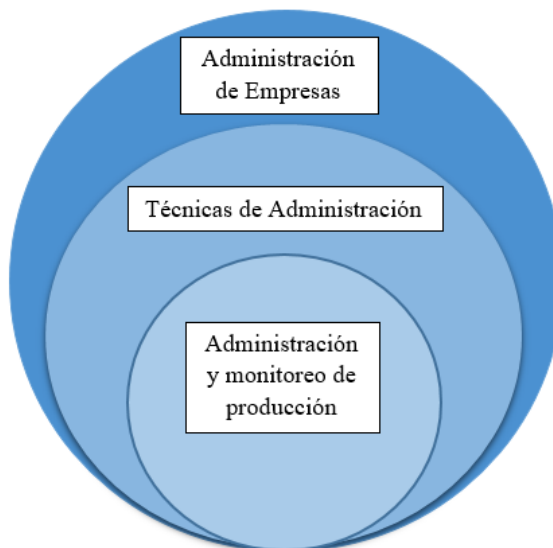 Administración
de Empresas
Técnicas de Administración
Administración
y monitoreo de
producción